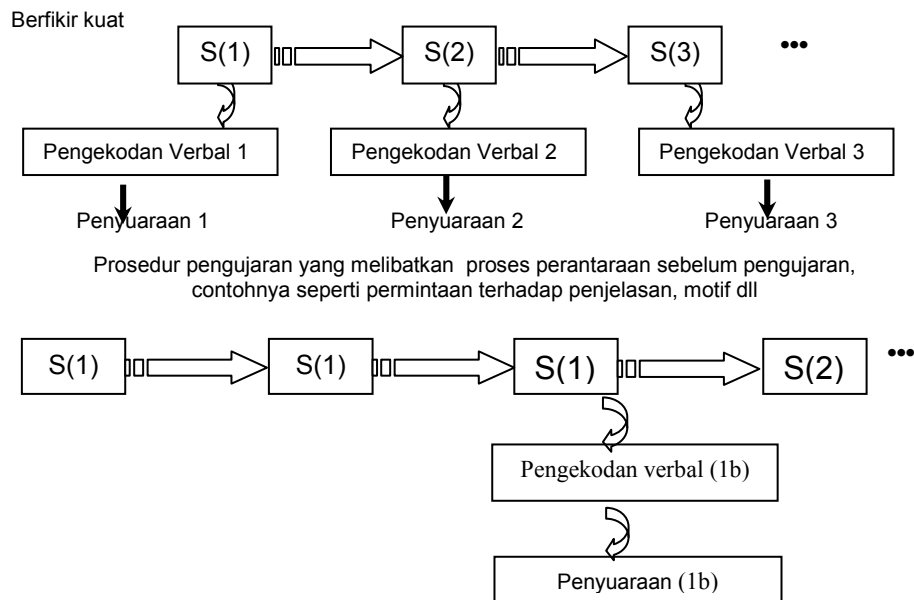 Berfikir kuat
S(1) S(2) S(3) •••
Pengekodan Verbal 1 Pengekodan Verbal 2 Pengekodan Verbal 3
Penyuaraan 1 Penyuaraan 2 Penyuaraan 3
Prosedur pengujaran yang melibatkan proses perantaraan sebelum pengujaran,
contohnya seperti permintaan terhadap penjelasan, motif dll
S(1) S(1) S(1) S(2) •••
Pengekodan verbal (1b)
Penyuaraan (1b)